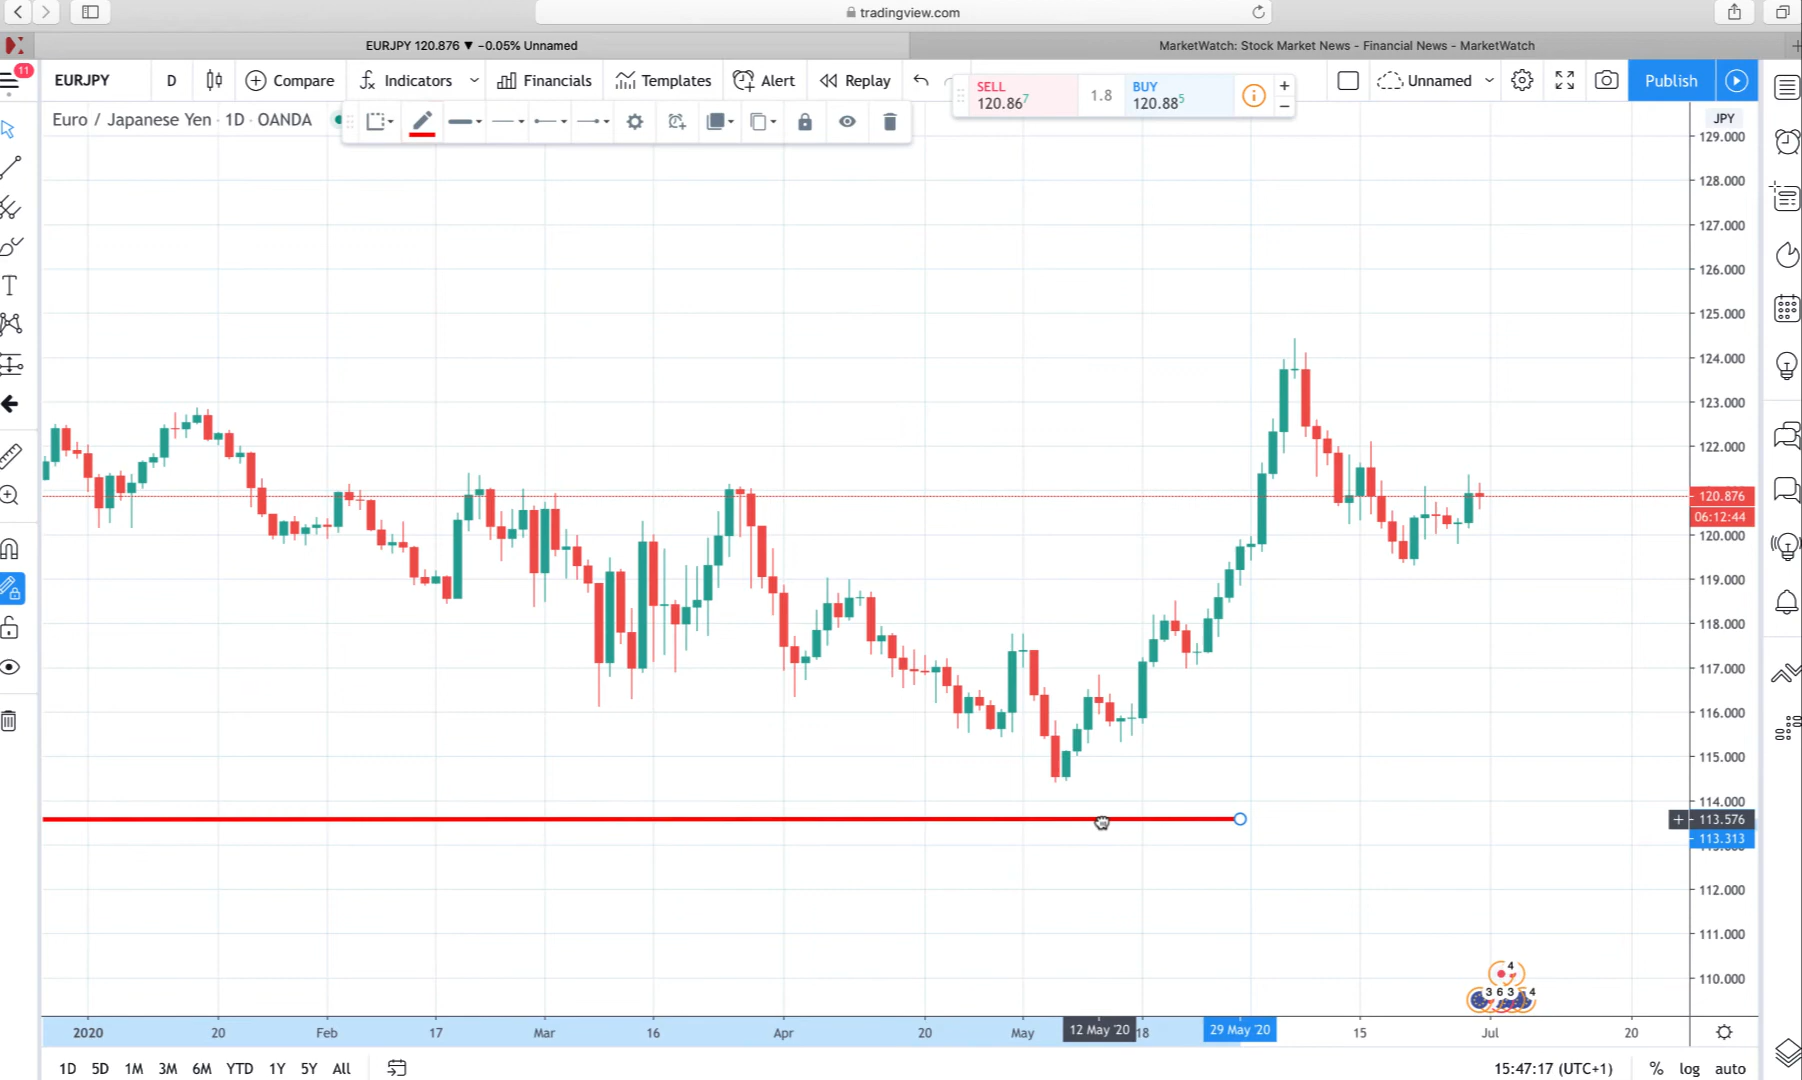 tradingview.com
EURJPY 120.876 ▼ −0.05% Unnamed
MarketWatch: Stock Market News - Financial News - MarketWatch
11
EURJPY
D
Compare
Indicators
Financials
Templates
Alert
Replay
SELL
120.867
1.8
BUY
120.885
Unnamed
Publish
Euro / Japanese Yen · 1D · OANDA
JPY
129.000
128.000
127.000
126.000
125.000
124.000
123.000
122.000
120.876
06:12:44
120.000
119.000
118.000
117.000
116.000
115.000
114.000
113.576
113.313
112.000
111.000
110.000
4
3 6 3 4
2020
20
Feb
17
Mar
16
Apr
20
May
12 May '20
18
29 May '20
15
Jul
20
1D
5D
1M
3M
6M
YTD
1Y
5Y
All
15:47:17 (UTC+1)
%
log
auto